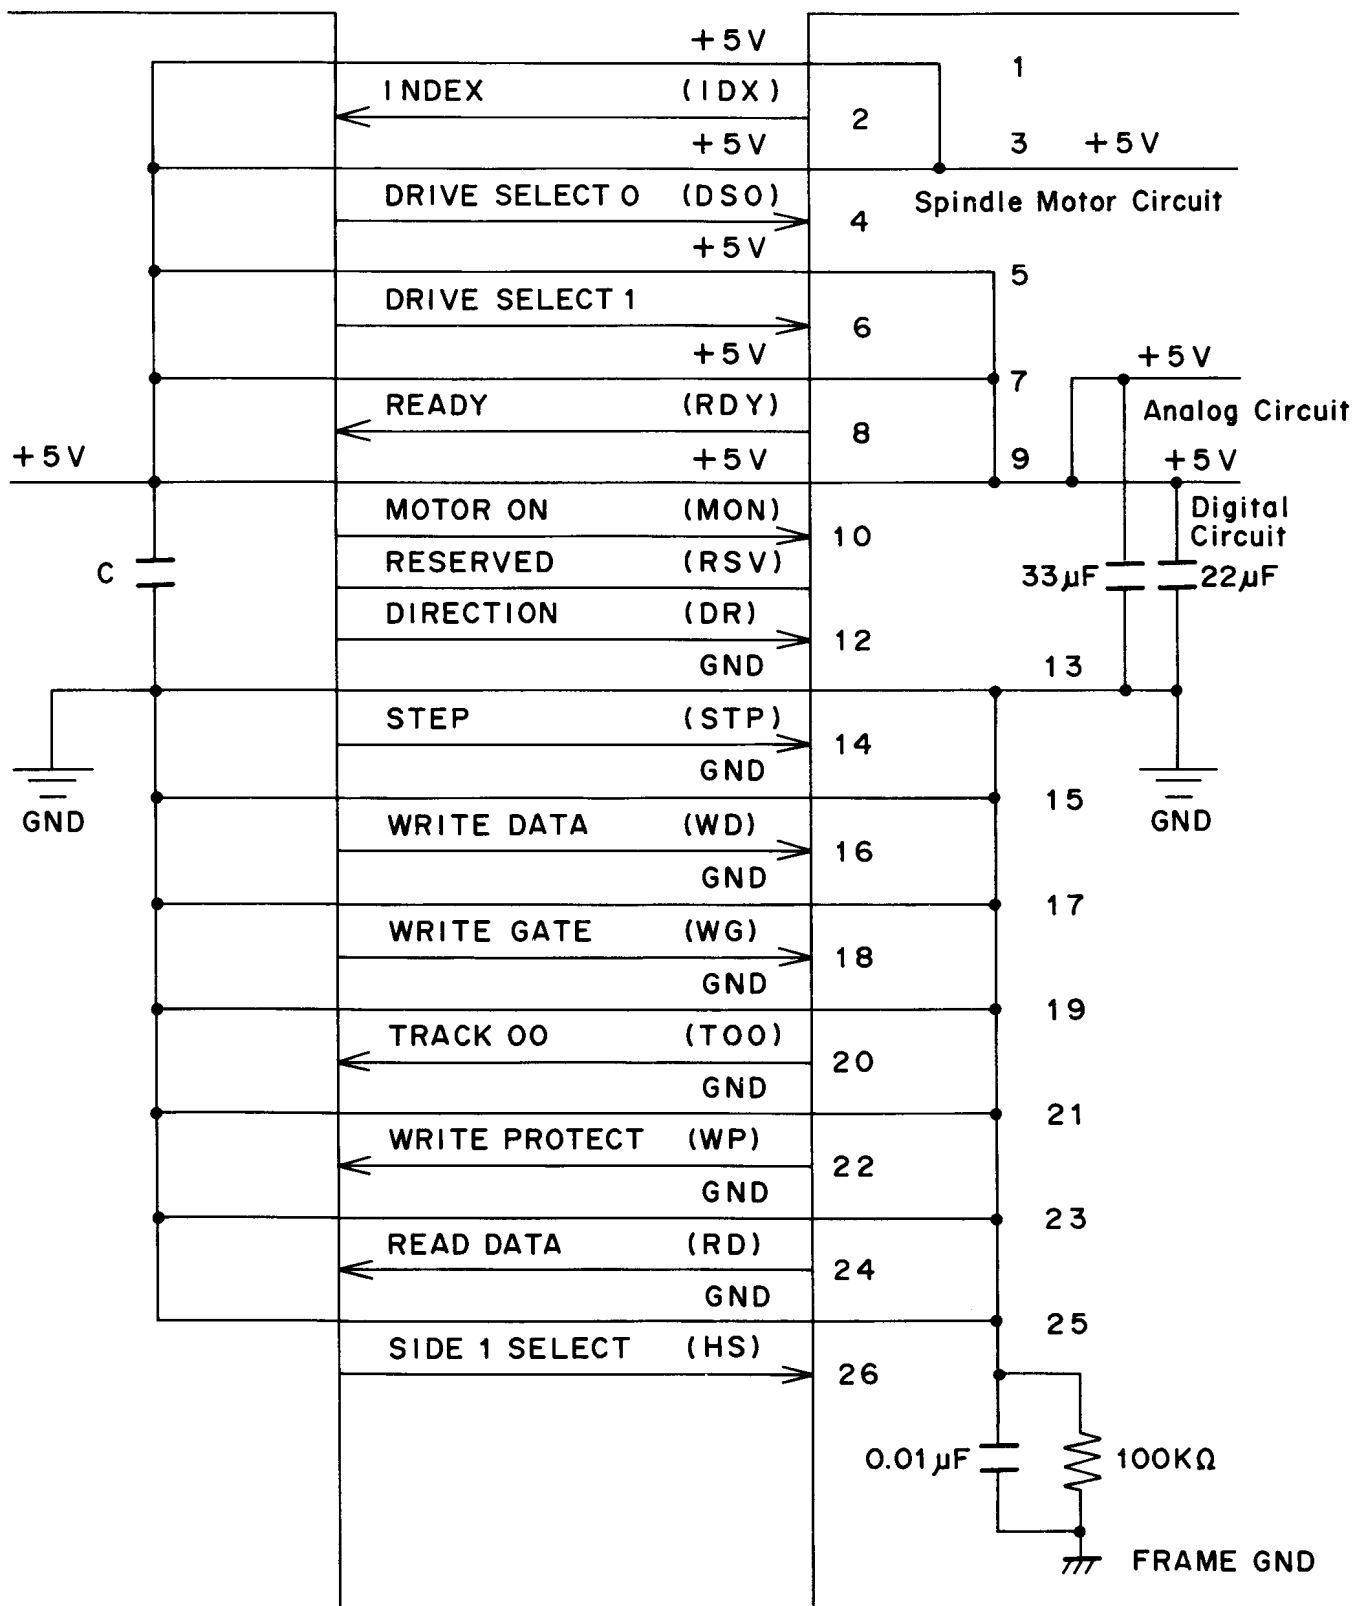 +5V
1
INDEX (IDX)
2
+5V
3 +5V
DRIVE SELECT 0 (DS0)
4
Spindle Motor Circuit
+5V
5
DRIVE SELECT 1
6
+5V
7
+5V
READY (RDY)
8
Analog Circuit
+5V
+5V
9
+5V
MOTOR ON (MON)
10
Digital
Circuit
RESERVED (RSV)
C
33µF
22µF
DIRECTION (DR)
12
GND
13
STEP (STP)
14
GND
15
GND
GND
WRITE DATA (WD)
16
GND
17
WRITE GATE (WG)
18
GND
19
TRACK 00 (T00)
20
GND
21
WRITE PROTECT (WP)
22
GND
23
READ DATA (RD)
24
GND
25
SIDE 1 SELECT (HS)
26
0.01µF
100KΩ
FRAME GND